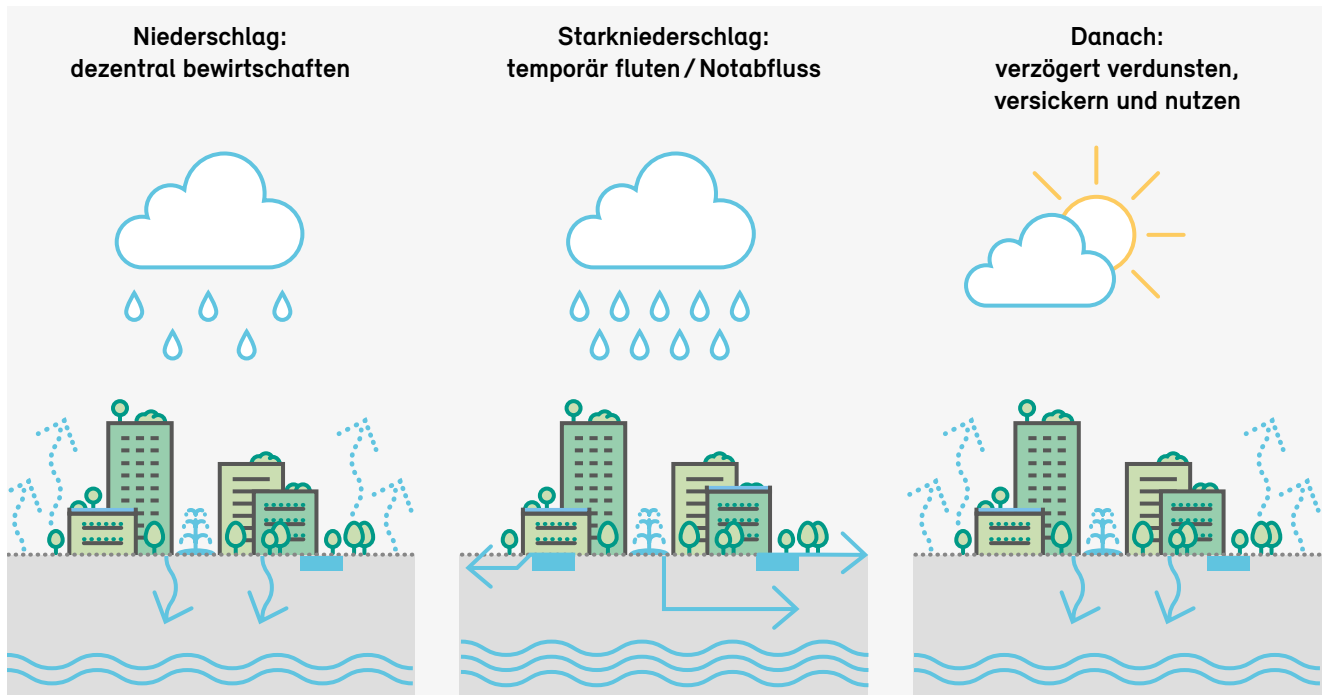 Niederschlag:
dezentral bewirtschaften
Starkniederschlag:
temporär fluten / Notabfluss
Danach:
verzögert verdunsten,
versickern und nutzen